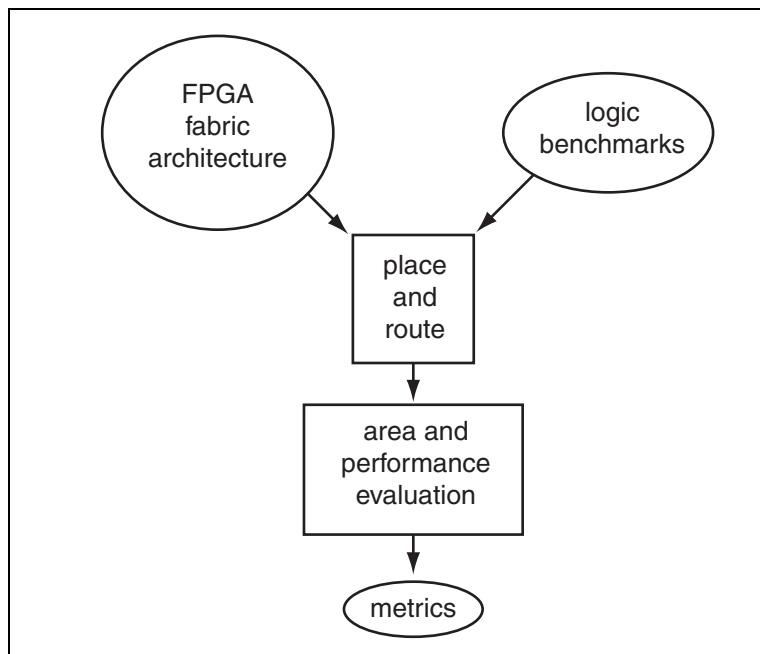 FPGA
fabric
architecture
logic
benchmarks
place
and
route
area and
performance
evaluation
metrics